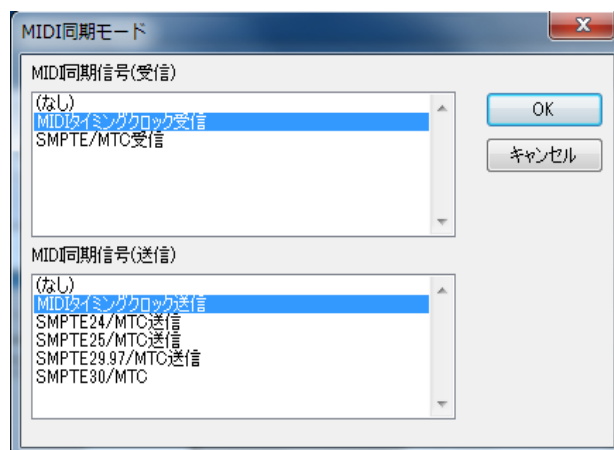 MIDI同期モード
MIDI同期信号(受信)
(なし)
MIDIタイミングクロック受信
SMPTE/MTC受信
OK
キャンセル
MIDI同期信号(送信)
(なし)
MIDIタイミングクロック送信
SMPTE24/MTC送信
SMPTE25/MTC送信
SMPTE29.97/MTC送信
SMPTE30/MTC